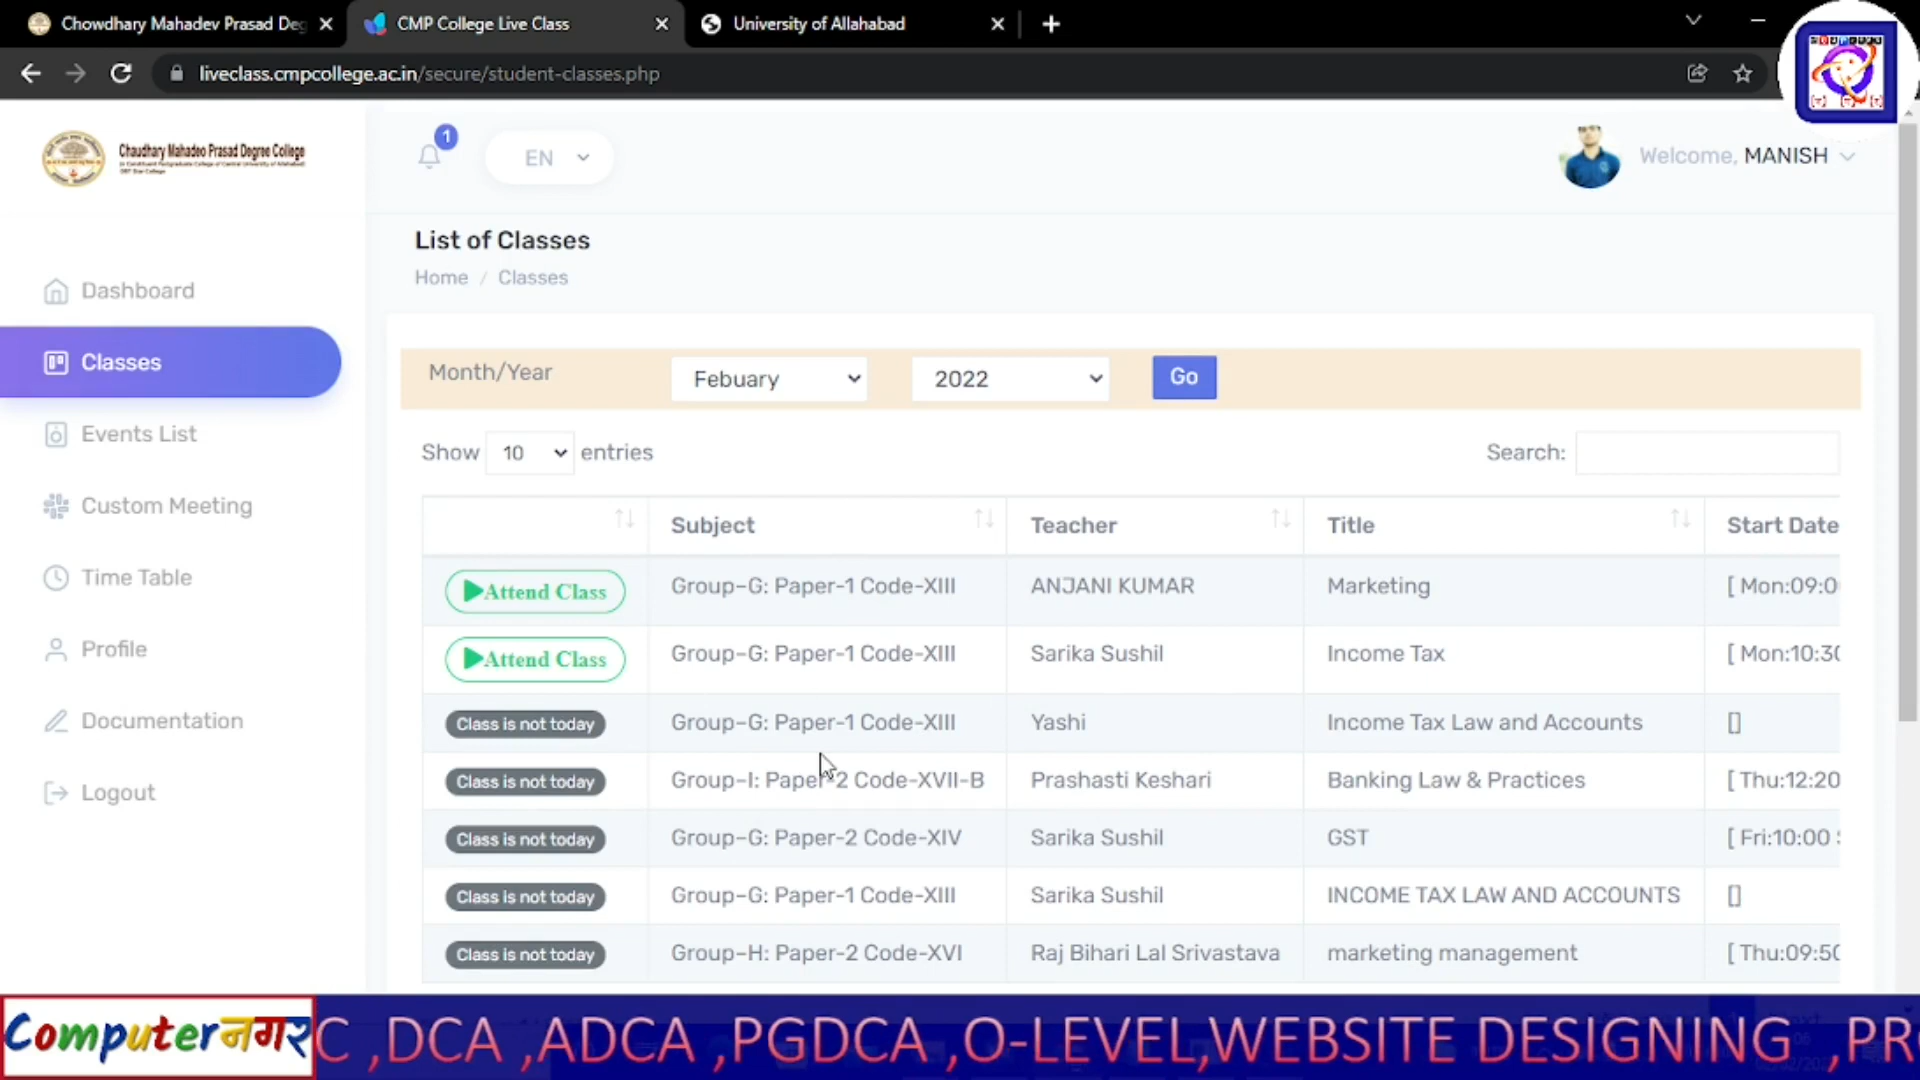 Chowdhary Mahadev Prasad Deg
CMP College Live Class
University of Allahabad
liveclass.cmpcollege.ac.in/secure/student-classes.php
Chaudhary Mahadeo Prasad Degree College
1
EN
Welcome, MANISH
List of Classes
Home / Classes
Dashboard
Classes
Events List
Custom Meeting
Time Table
Profile
Documentation
Logout
Month/Year Febuary 2022 Go
Show 10 entries Search:
Subject Teacher Title Start Date
Attend Class Group-G: Paper-1 Code-XIII ANJANI KUMAR Marketing [ Mon:09:0
Attend Class Group-G: Paper-1 Code-XIII Sarika Sushil Income Tax [ Mon:10:30
Class is not today Group-G: Paper-1 Code-XIII Yashi Income Tax Law and Accounts []
Class is not today Group-I: Paper-2 Code-XVII-B Prashasti Keshari Banking Law & Practices [ Thu:12:20
Class is not today Group-G: Paper-2 Code-XIV Sarika Sushil GST [ Fri:10:00
Class is not today Group-G: Paper-1 Code-XIII Sarika Sushil INCOME TAX LAW AND ACCOUNTS []
Class is not today Group-H: Paper-2 Code-XVI Raj Bihari Lal Srivastava marketing management [ Thu:09:50
Computerनगर C ,DCA ,ADCA ,PGDCA ,O-LEVEL,WEBSITE DESIGNING ,PR